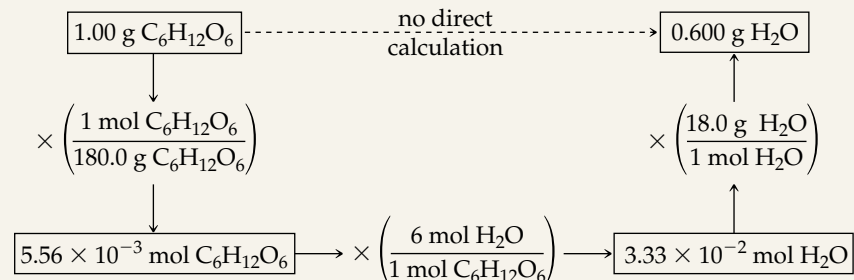 1.00 g C₆H₁₂O₆
no direct
calculation
0.600 g H₂O
× (1 mol C₆H₁₂O₆ / 180.0 g C₆H₁₂O₆)
× (18.0 g H₂O / 1 mol H₂O)
5.56 × 10⁻³ mol C₆H₁₂O₆
× (6 mol H₂O / 1 mol C₆H₁₂O₆)
3.33 × 10⁻² mol H₂O